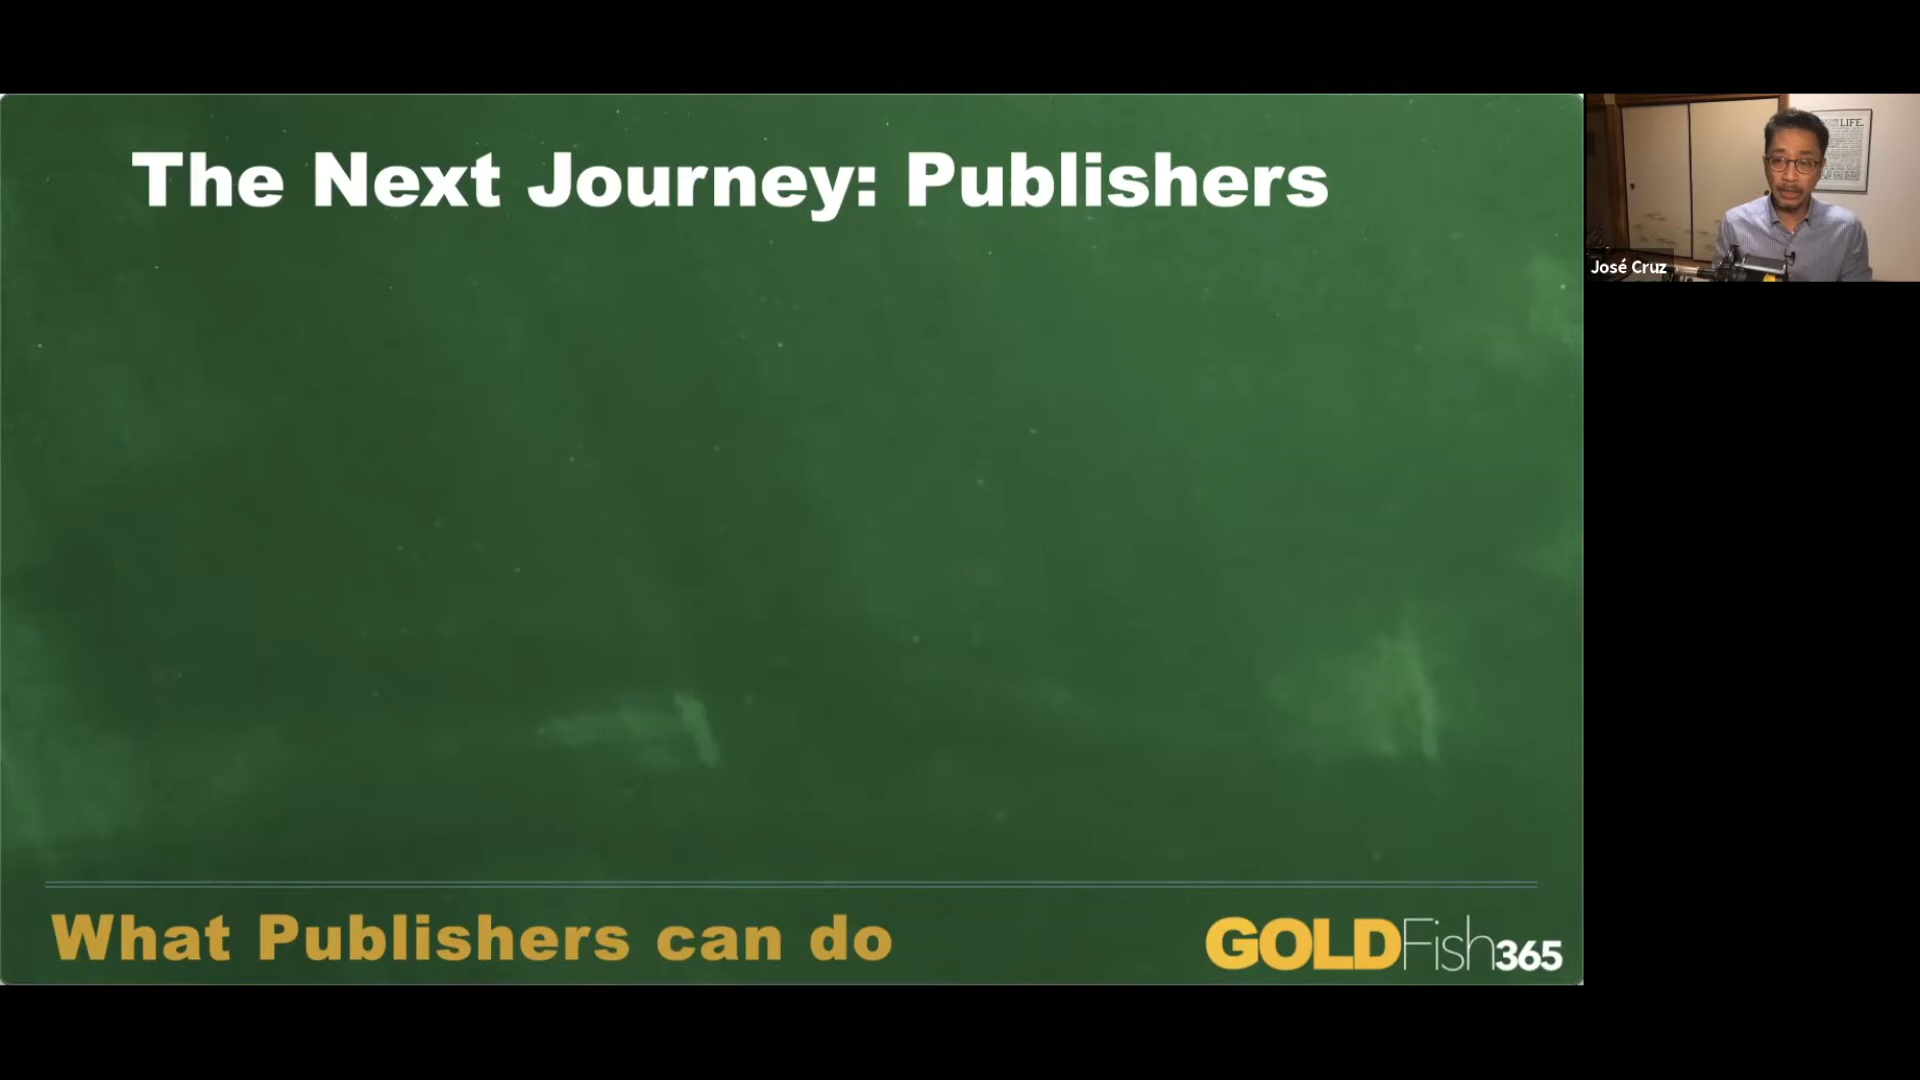 The Next Journey: Publishers
LIFE.
José Cruz
What Publishers can do
GOLDFish365